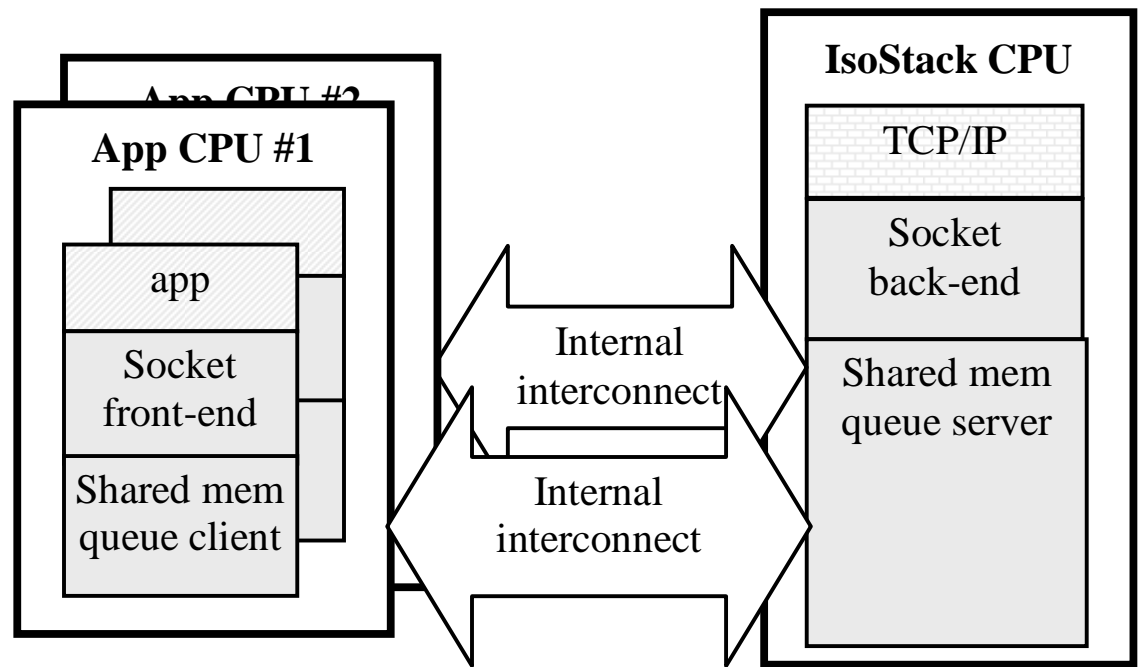 App CPU #2
App CPU #1
app
Socket
front-end
Shared mem
queue client
Internal
interconnect
Internal
interconnect
IsoStack CPU
TCP/IP
Socket
back-end
Shared mem
queue server